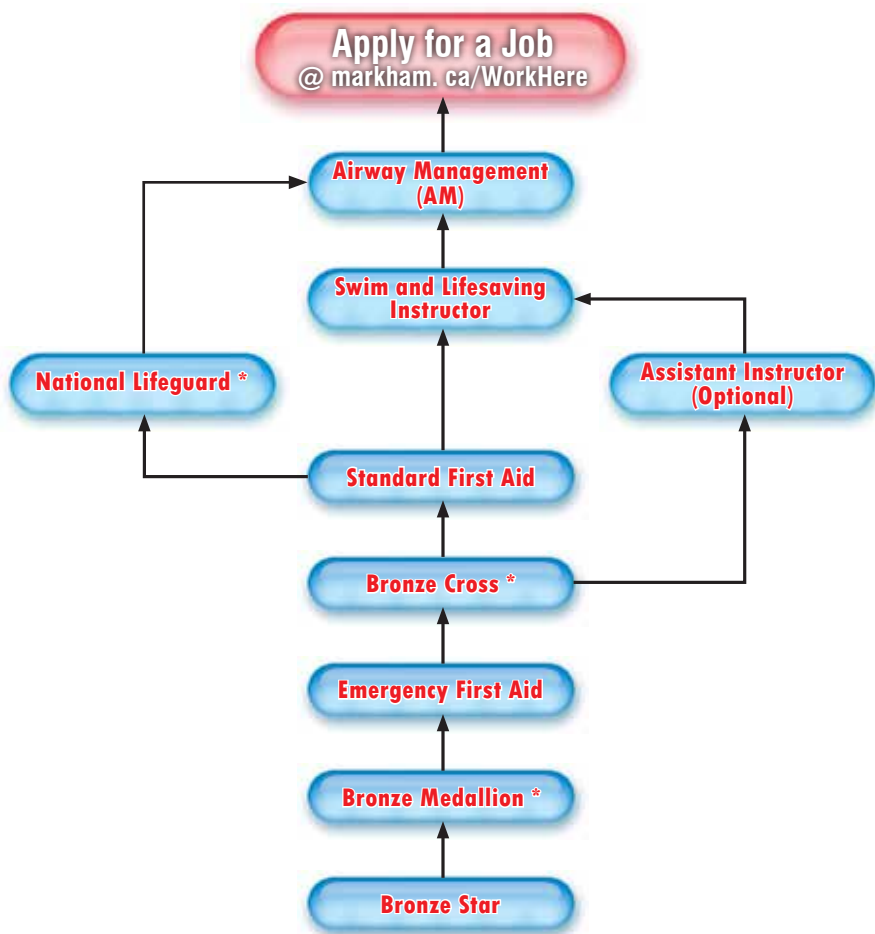 Apply for a Job
@ markham. ca/WorkHere
Airway Management
(AM)
Swim and Lifesaving
Instructor
National Lifeguard *
Assistant Instructor
(Optional)
Standard First Aid
Bronze Cross *
Emergency First Aid
Bronze Medallion *
Bronze Star